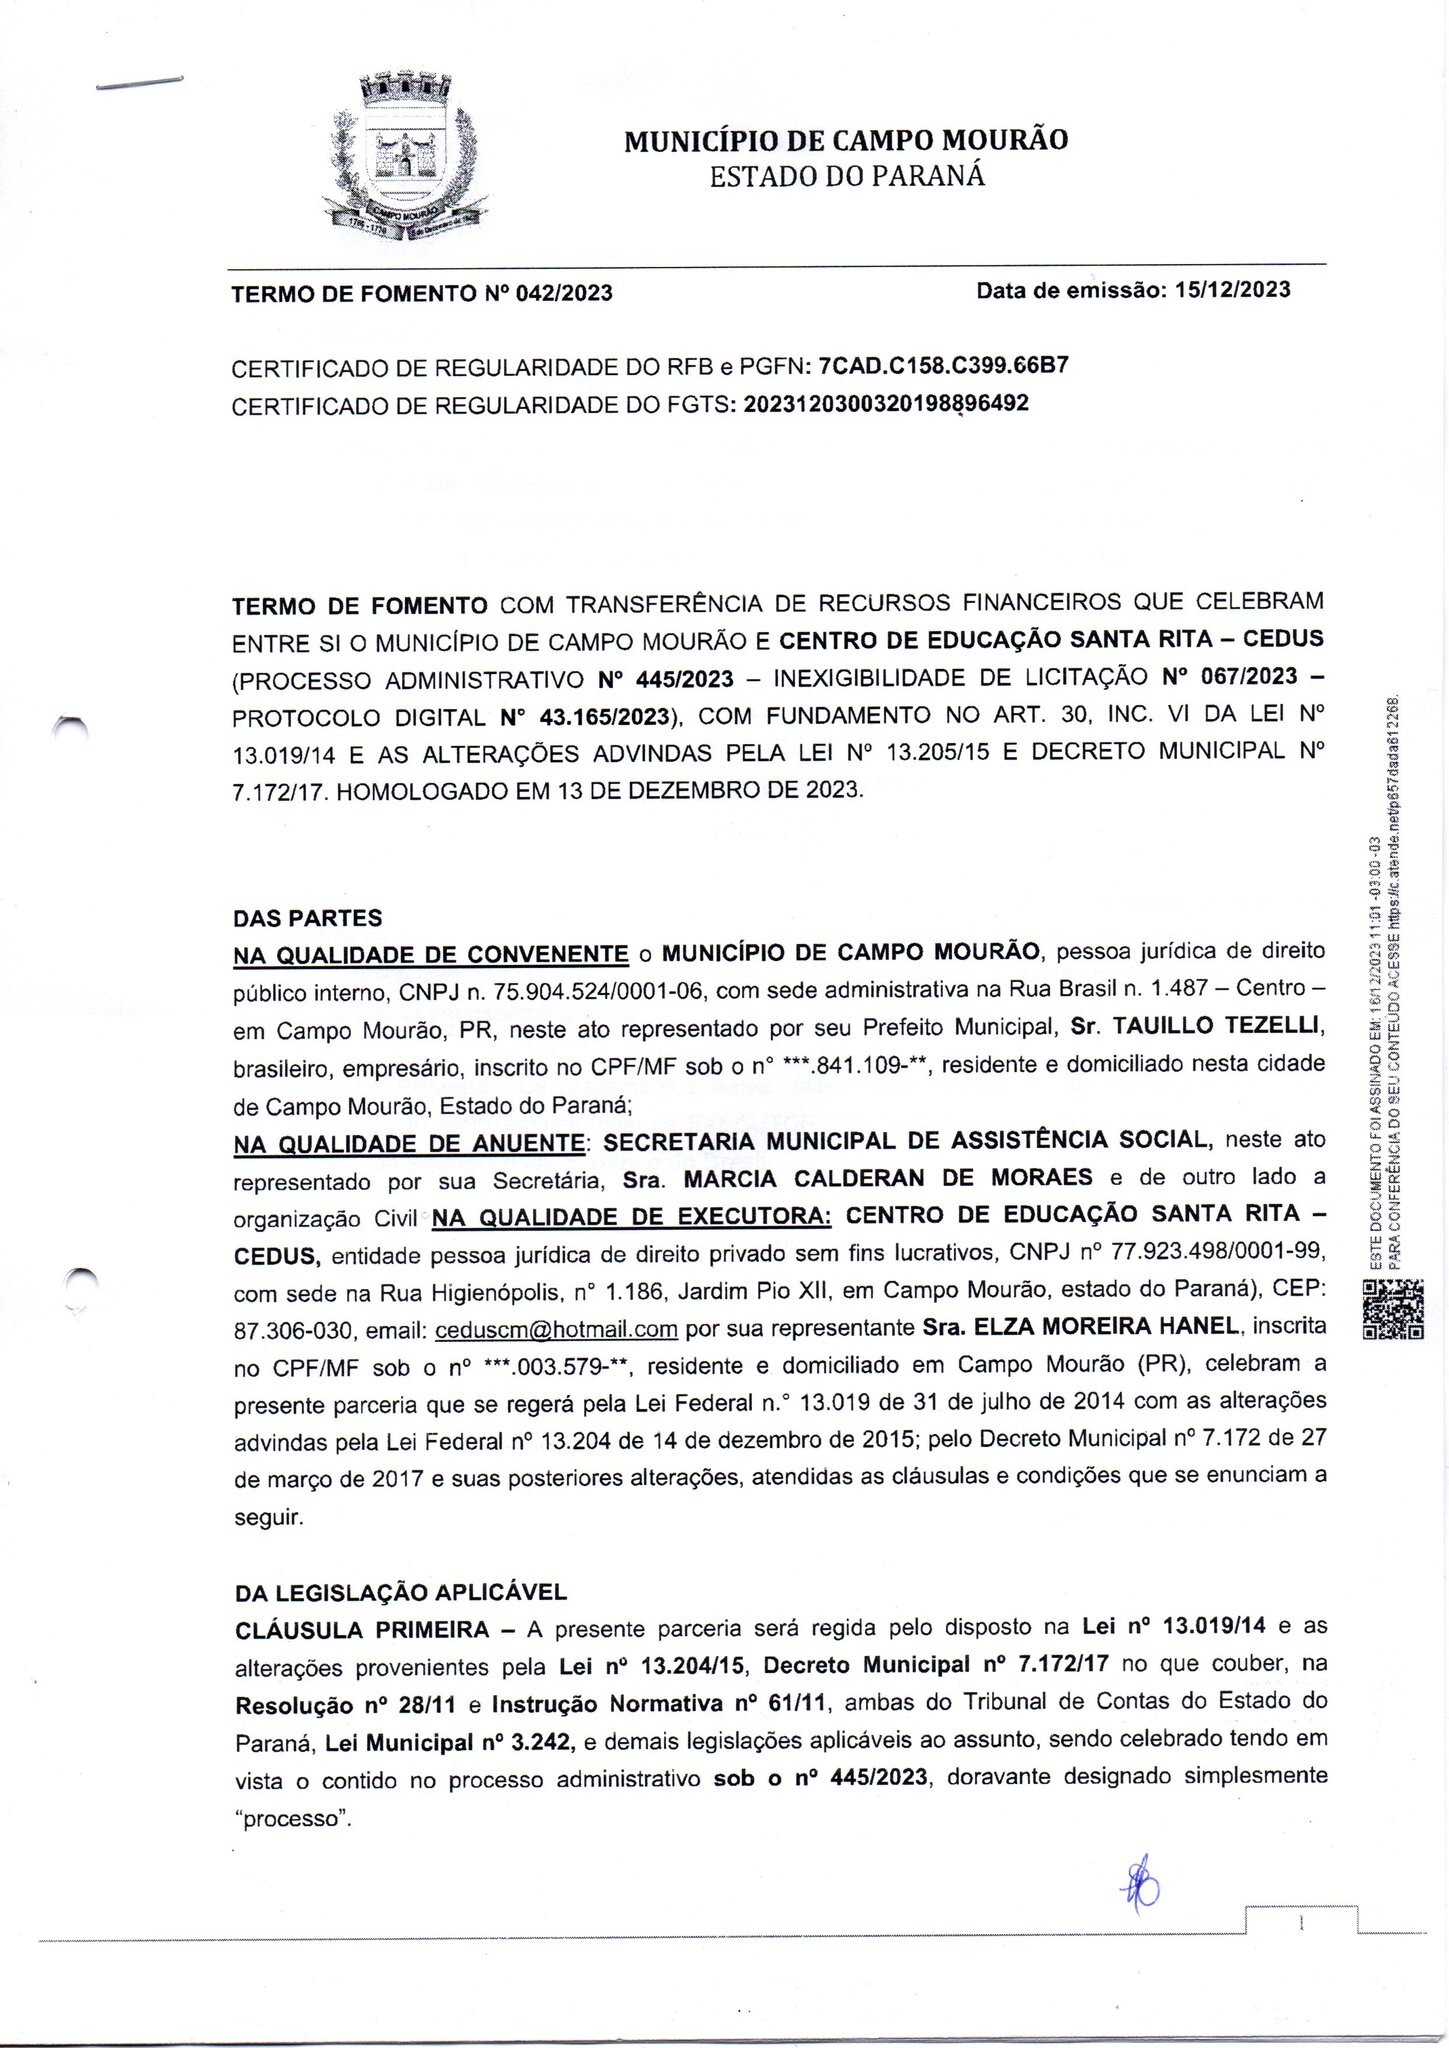 CAMPO MOURÃO
MUNICÍPIO DE CAMPO MOURÃO
ESTADO DO PARANÁ
TERMO DE FOMENTO Nº 042/2023
Data de emissão: 15/12/2023
CERTIFICADO DE REGULARIDADE DO RFB e PGFN: 7CAD.C158.C399.66B7
CERTIFICADO DE REGULARIDADE DO FGTS: 2023120300320198896492
TERMO DE FOMENTO COM TRANSFERÊNCIA DE RECURSOS FINANCEIROS QUE CELEBRAM
ENTRE SI O MUNICÍPIO DE CAMPO MOURÃO E CENTRO DE EDUCAÇÃO SANTA RITA – CEDUS
(PROCESSO ADMINISTRATIVO Nº 445/2023 – INEXIGIBILIDADE DE LICITAÇÃO Nº 067/2023 –
PROTOCOLO DIGITAL N° 43.165/2023), COM FUNDAMENTO NO ART. 30, INC. VI DA LEI Nº
13.019/14 E AS ALTERAÇÕES ADVINDAS PELA LEI Nº 13.205/15 E DECRETO MUNICIPAL Nº
7.172/17. HOMOLOGADO EM 13 DE DEZEMBRO DE 2023.
DAS PARTES
NA QUALIDADE DE CONVENENTE o MUNICÍPIO DE CAMPO MOURÃO, pessoa jurídica de direito
público interno, CNPJ n. 75.904.524/0001-06, com sede administrativa na Rua Brasil n. 1.487 – Centro –
em Campo Mourão, PR, neste ato representado por seu Prefeito Municipal, Sr. TAUILLO TEZELLI,
brasileiro, empresário, inscrito no CPF/MF sob o n° ***.841.109-**, residente e domiciliado nesta cidade
de Campo Mourão, Estado do Paraná;
NA QUALIDADE DE ANUENTE: SECRETARIA MUNICIPAL DE ASSISTÊNCIA SOCIAL, neste ato
representado por sua Secretária, Sra. MARCIA CALDERAN DE MORAES e de outro lado a
organização Civil NA QUALIDADE DE EXECUTORA: CENTRO DE EDUCAÇÃO SANTA RITA –
CEDUS, entidade pessoa jurídica de direito privado sem fins lucrativos, CNPJ nº 77.923.498/0001-99,
com sede na Rua Higienópolis, n° 1.186, Jardim Pio XII, em Campo Mourão, estado do Paraná), CEP:
87.306-030, email: ceduscm@hotmail.com por sua representante Sra. ELZA MOREIRA HANEL, inscrita
no CPF/MF sob o nº ***.003.579-**, residente e domiciliado em Campo Mourão (PR), celebram a
presente parceria que se regerá pela Lei Federal n.° 13.019 de 31 de julho de 2014 com as alterações
advindas pela Lei Federal nº 13.204 de 14 de dezembro de 2015; pelo Decreto Municipal nº 7.172 de 27
de março de 2017 e suas posteriores alterações, atendidas as cláusulas e condições que se enunciam a
seguir.
DA LEGISLAÇÃO APLICÁVEL
CLÁUSULA PRIMEIRA – A presente parceria será regida pelo disposto na Lei nº 13.019/14 e as
alterações provenientes pela Lei nº 13.204/15, Decreto Municipal nº 7.172/17 no que couber, na
Resolução nº 28/11 e Instrução Normativa nº 61/11, ambas do Tribunal de Contas do Estado do
Paraná, Lei Municipal nº 3.242, e demais legislações aplicáveis ao assunto, sendo celebrado tendo em
vista o contido no processo administrativo sob o nº 445/2023, doravante designado simplesmente
“processo”.
1
ESTE DOCUMENTO FOI ASSINADO EM: 16/12/2023 11:01 -03:00 -03
PARA CONFERÊNCIA DO SEU CONTEÚDO ACESSE https://c.atende.net/p657dada612268.